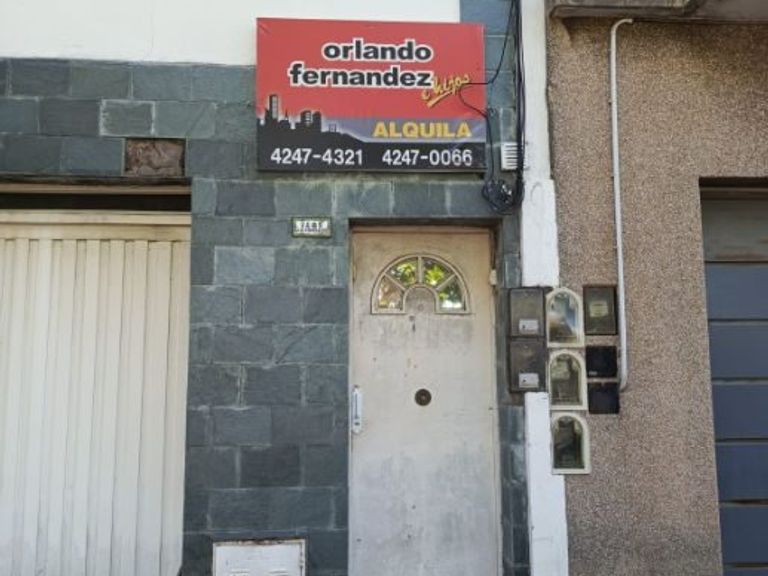 orlando
fernandez
e hijos
ALQUILA
4247-4321 4247-0066